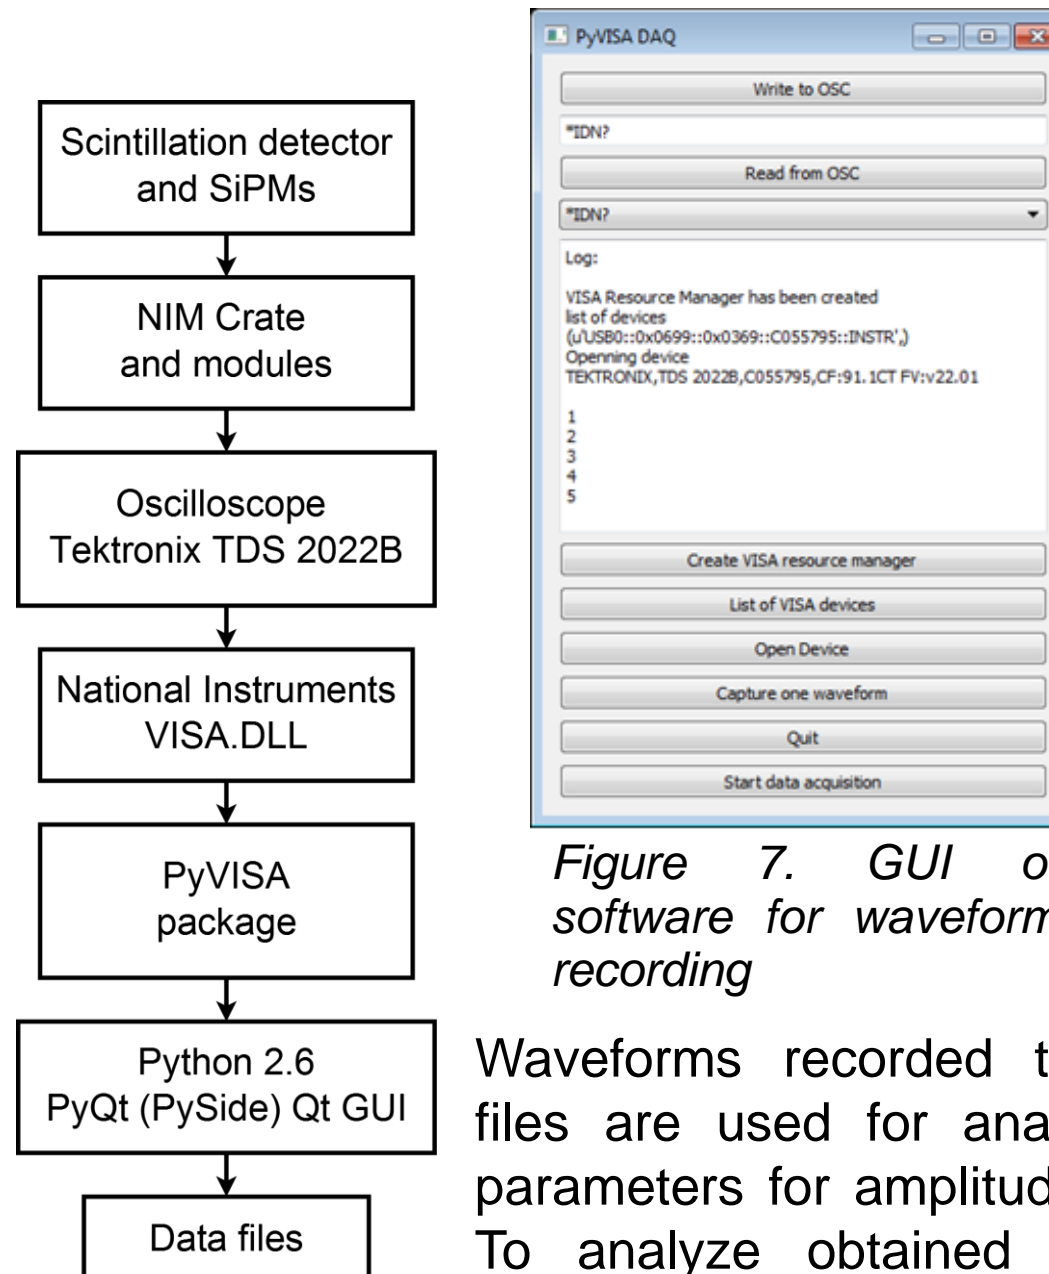 Scintillation detector
and SiPMs
NIM Crate
and modules
Oscilloscope
Tektronix TDS 2022B
National Instruments
VISA.DLL
PyVISA
package
Python 2.6
PyQt (PySide) Qt GUI
Data files
PyVISA DAQ
Write to OSC
*IDN?
Read from OSC
*IDN?
Log:
VISA Resource Manager has been created
list of devices
(u'USB0::0x0699::0x0369::C055795::INSTR',)
Openning device
TEKTRONIX,TDS 2022B,C055795,CF:91.1CT FV:v22.01
1
2
3
4
5
Create VISA resource manager
List of VISA devices
Open Device
Capture one waveform
Quit
Start data acquisition
Figure 7. GUI o
software for waveform
recording
Waveforms recorded t
files are used for ana
parameters for amplitud
To analyze obtained